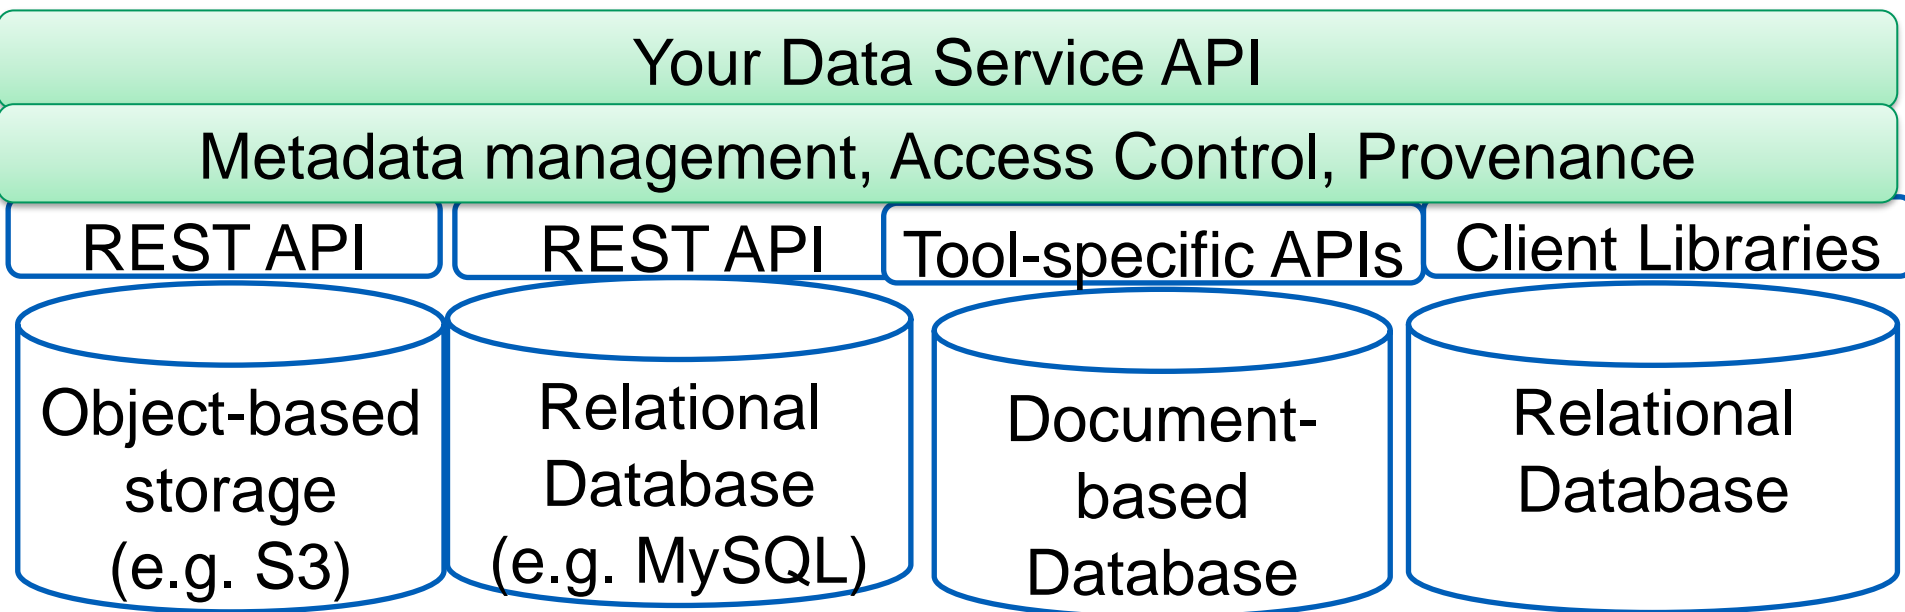 Your Data Service API
Metadata management, Access Control, Provenance
REST API
REST API
Tool-specific APIs
Client Libraries
Object-based
storage
(e.g. S3)
Relational
Database
(e.g. MySQL)
Document-
based
Database
Relational
Database